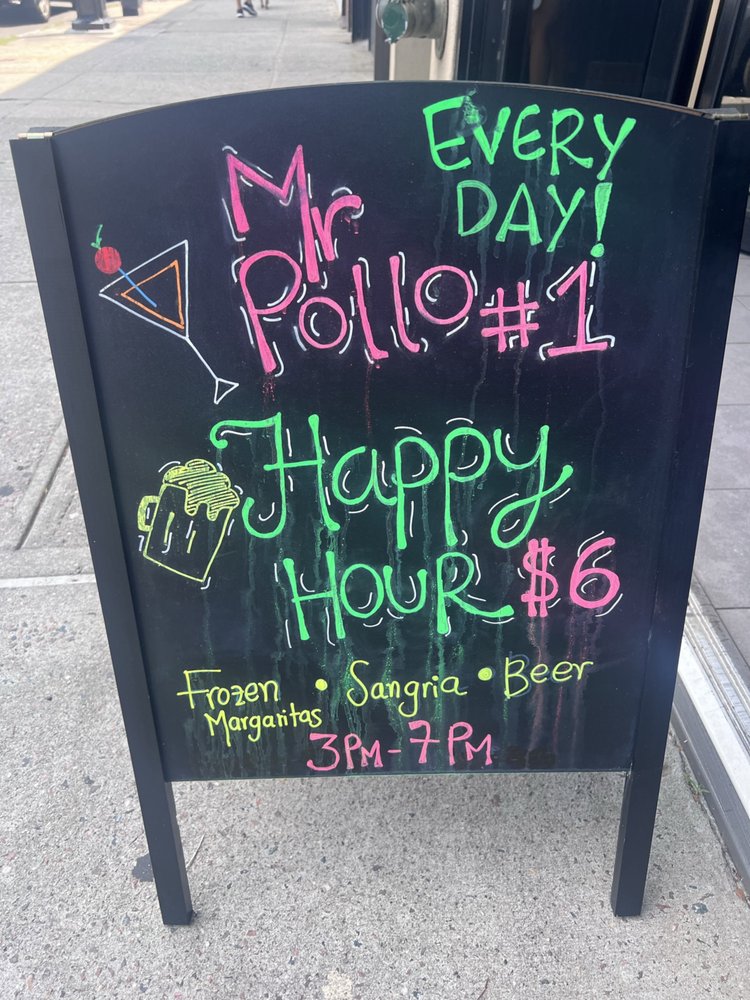 EVERY
DAY!
Mr
Pollo #1
Happy
HOUR $6
Frozen • Sangria • Beer
Margaritas
3PM - 7PM